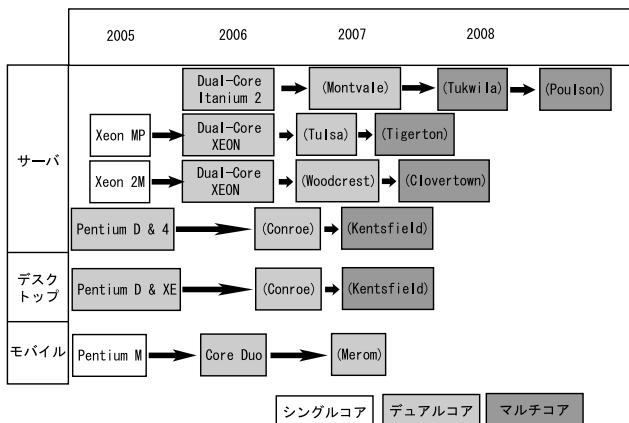 2005 2006 2007 2008
サーバ
Dual-Core
Itanium 2
(Montvale)
(Tukwila)
(Poulson)
Xeon MP
Dual-Core
XEON
(Tulsa)
(Tigerton)
Xeon 2M
Dual-Core
XEON
(Woodcrest)
(Clovertown)
Pentium D & 4
(Conroe)
(Kentsfield)
デスク
トップ
Pentium D & XE
(Conroe)
(Kentsfield)
モバイル
Pentium M
Core Duo
(Merom)
シングルコア
デュアルコア
マルチコア